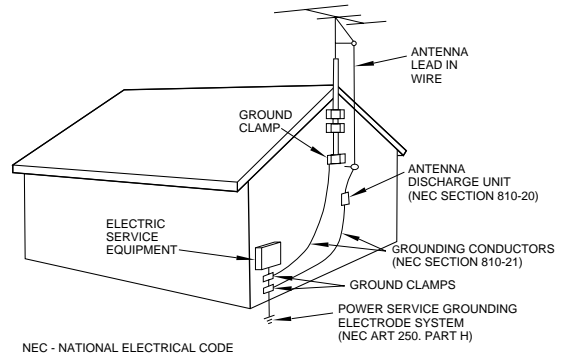 ANTENNA
LEAD IN
WIRE
GROUND
CLAMP
ANTENNA
DISCHARGE UNIT
(NEC SECTION 810-20)
ELECTRIC
SERVICE
EQUIPMENT
GROUNDING CONDUCTORS
(NEC SECTION 810-21)
GROUND CLAMPS
POWER SERVICE GROUNDING
ELECTRODE SYSTEM
(NEC ART 250. PART H)
NEC - NATIONAL ELECTRICAL CODE